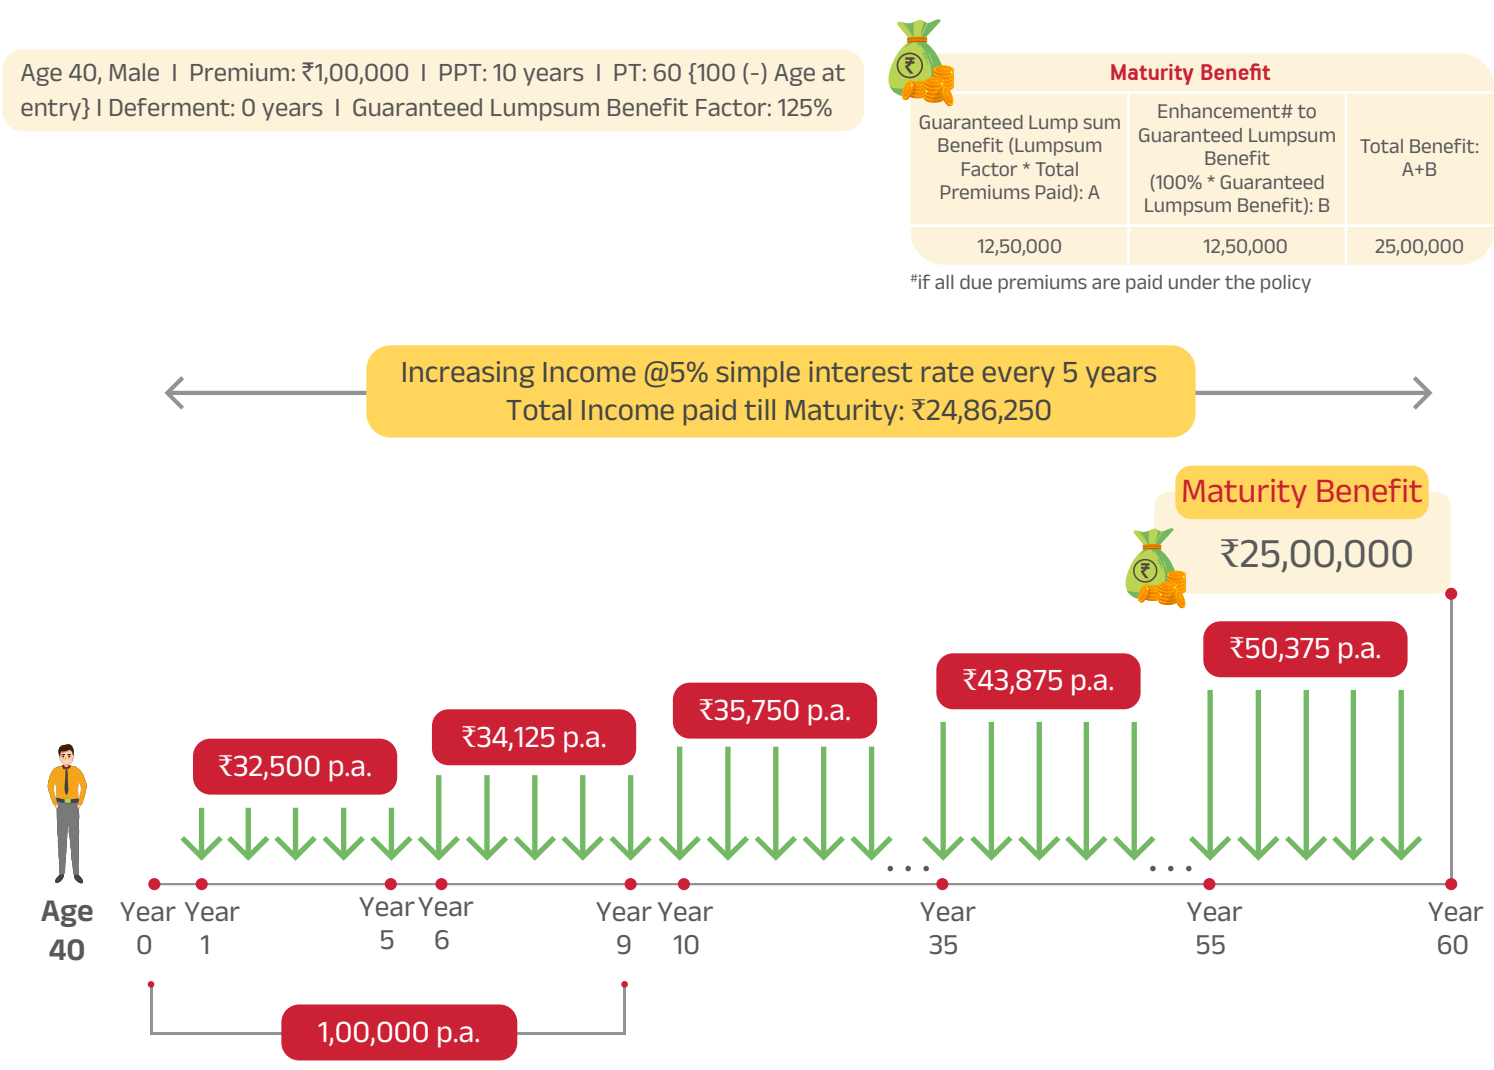 Age 40, Male I Premium: ₹1,00,000 I PPT: 10 years I PT: 60 {100 (-) Age at
entry} I Deferment: 0 years I Guaranteed Lumpsum Benefit Factor: 125%
₹
Maturity Benefit
Guaranteed Lump sum
Benefit (Lumpsum
Factor * Total
Premiums Paid): A
Enhancement# to
Guaranteed Lumpsum
Benefit
(100% * Guaranteed
Lumpsum Benefit): B
Total Benefit:
A+B
12,50,000
12,50,000
25,00,000
#if all due premiums are paid under the policy
Increasing Income @5% simple interest rate every 5 years
Total Income paid till Maturity: ₹24,86,250
Maturity Benefit
₹25,00,000
₹
₹50,375 p.a.
₹43,875 p.a.
₹35,750 p.a.
₹34,125 p.a.
₹32,500 p.a.
...
...
Age
40
Year
0
Year
1
Year
5
Year
6
Year
9
Year
10
Year
35
Year
55
Year
60
1,00,000 p.a.